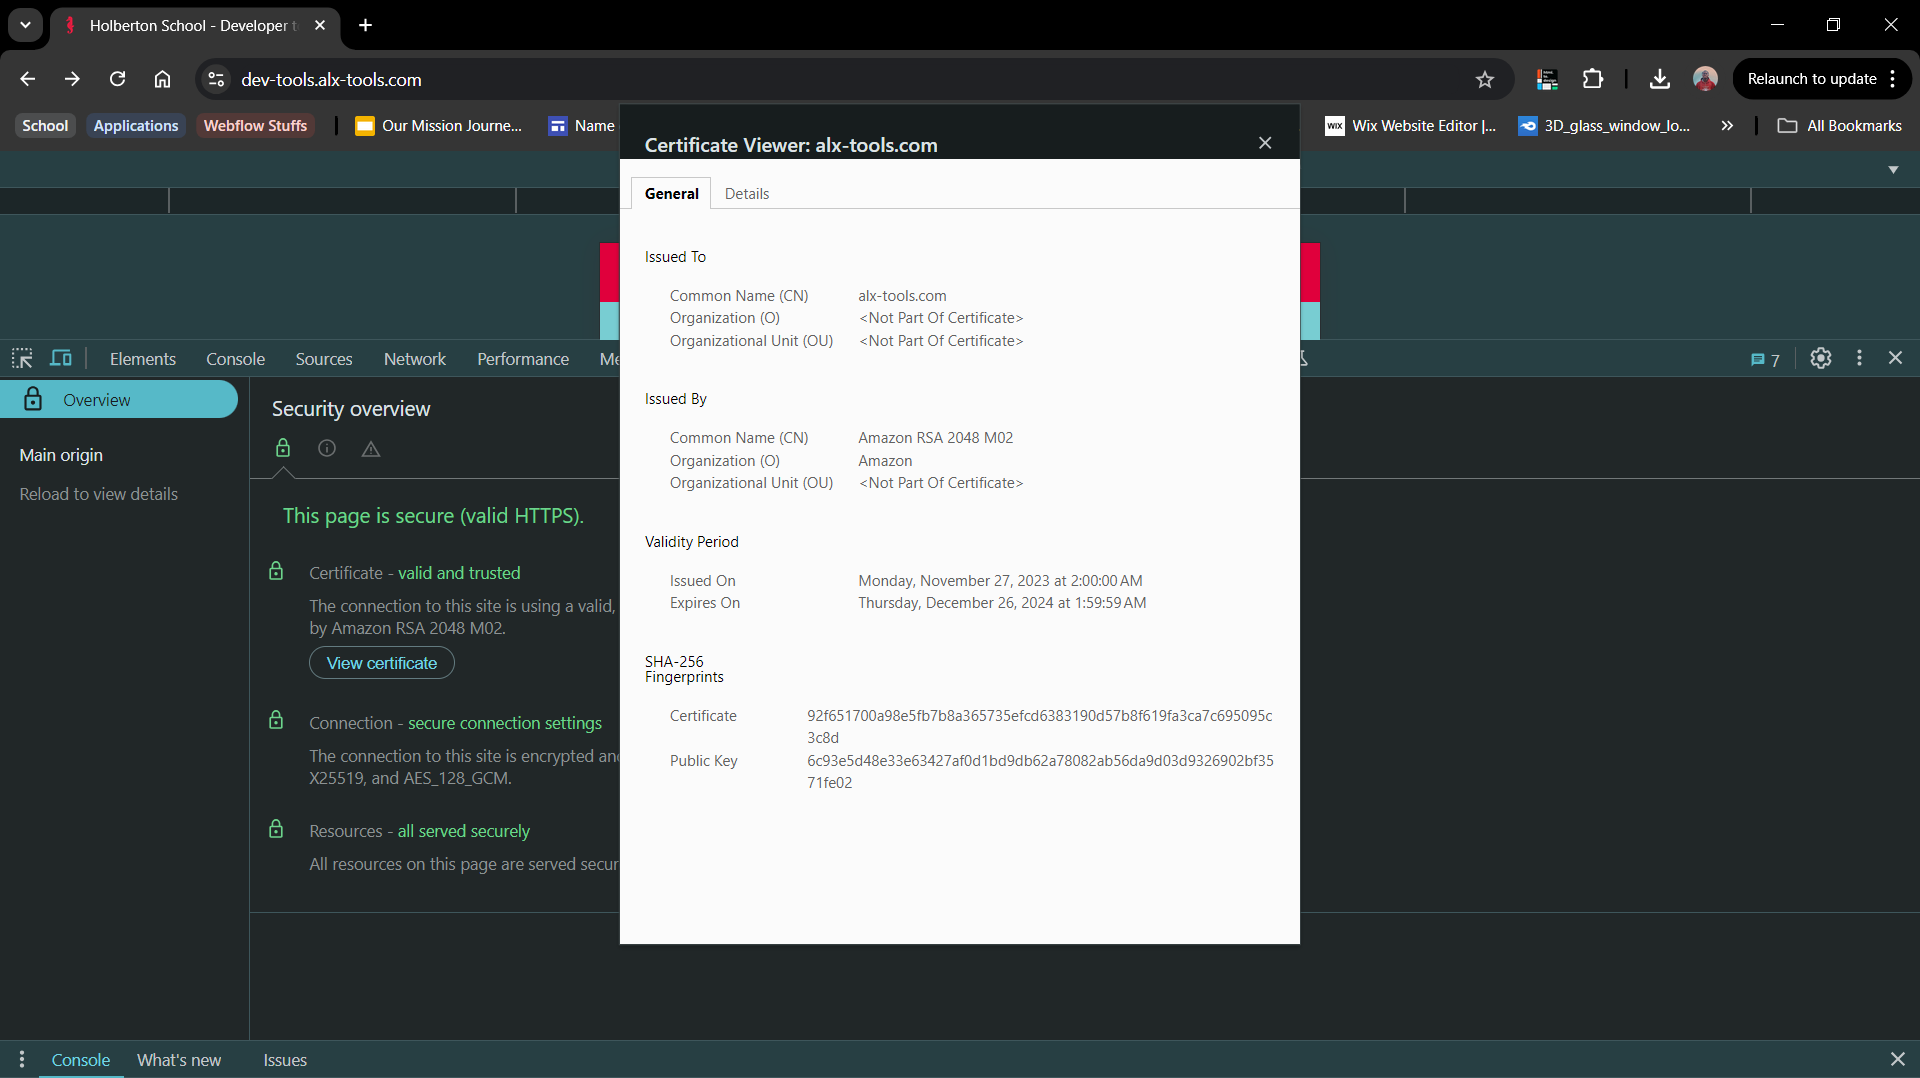 Holberton School - Developer t
dev-tools.alx-tools.com
Relaunch to update
School
Applications
Webflow Stuffs
Our Mission Journe...
Name
WIX
Wix Website Editor |...
3D_glass_window_lo...
All Bookmarks
Certificate Viewer: alx-tools.com
General
Details
Issued To
Common Name (CN) alx-tools.com
Organization (O) <Not Part Of Certificate>
Organizational Unit (OU) <Not Part Of Certificate>
Issued By
Common Name (CN) Amazon RSA 2048 M02
Organization (O) Amazon
Organizational Unit (OU) <Not Part Of Certificate>
Validity Period
Issued On Monday, November 27, 2023 at 2:00:00 AM
Expires On Thursday, December 26, 2024 at 1:59:59 AM
SHA-256
Fingerprints
Certificate 92f651700a98e5fb7b8a365735efcd6383190d57b8f619fa3ca7c695095c
3c8d
Public Key 6c93e5d48e33e63427af0d1bd9db62a78082ab56da9d03d9326902bf35
71fe02
Elements
Console
Sources
Network
Performance
Me
7
Overview
Main origin
Reload to view details
Security overview
This page is secure (valid HTTPS).
Certificate - valid and trusted
The connection to this site is using a valid,
by Amazon RSA 2048 M02.
View certificate
Connection - secure connection settings
The connection to this site is encrypted an
X25519, and AES_128_GCM.
Resources - all served securely
All resources on this page are served secur
Console
What's new
Issues